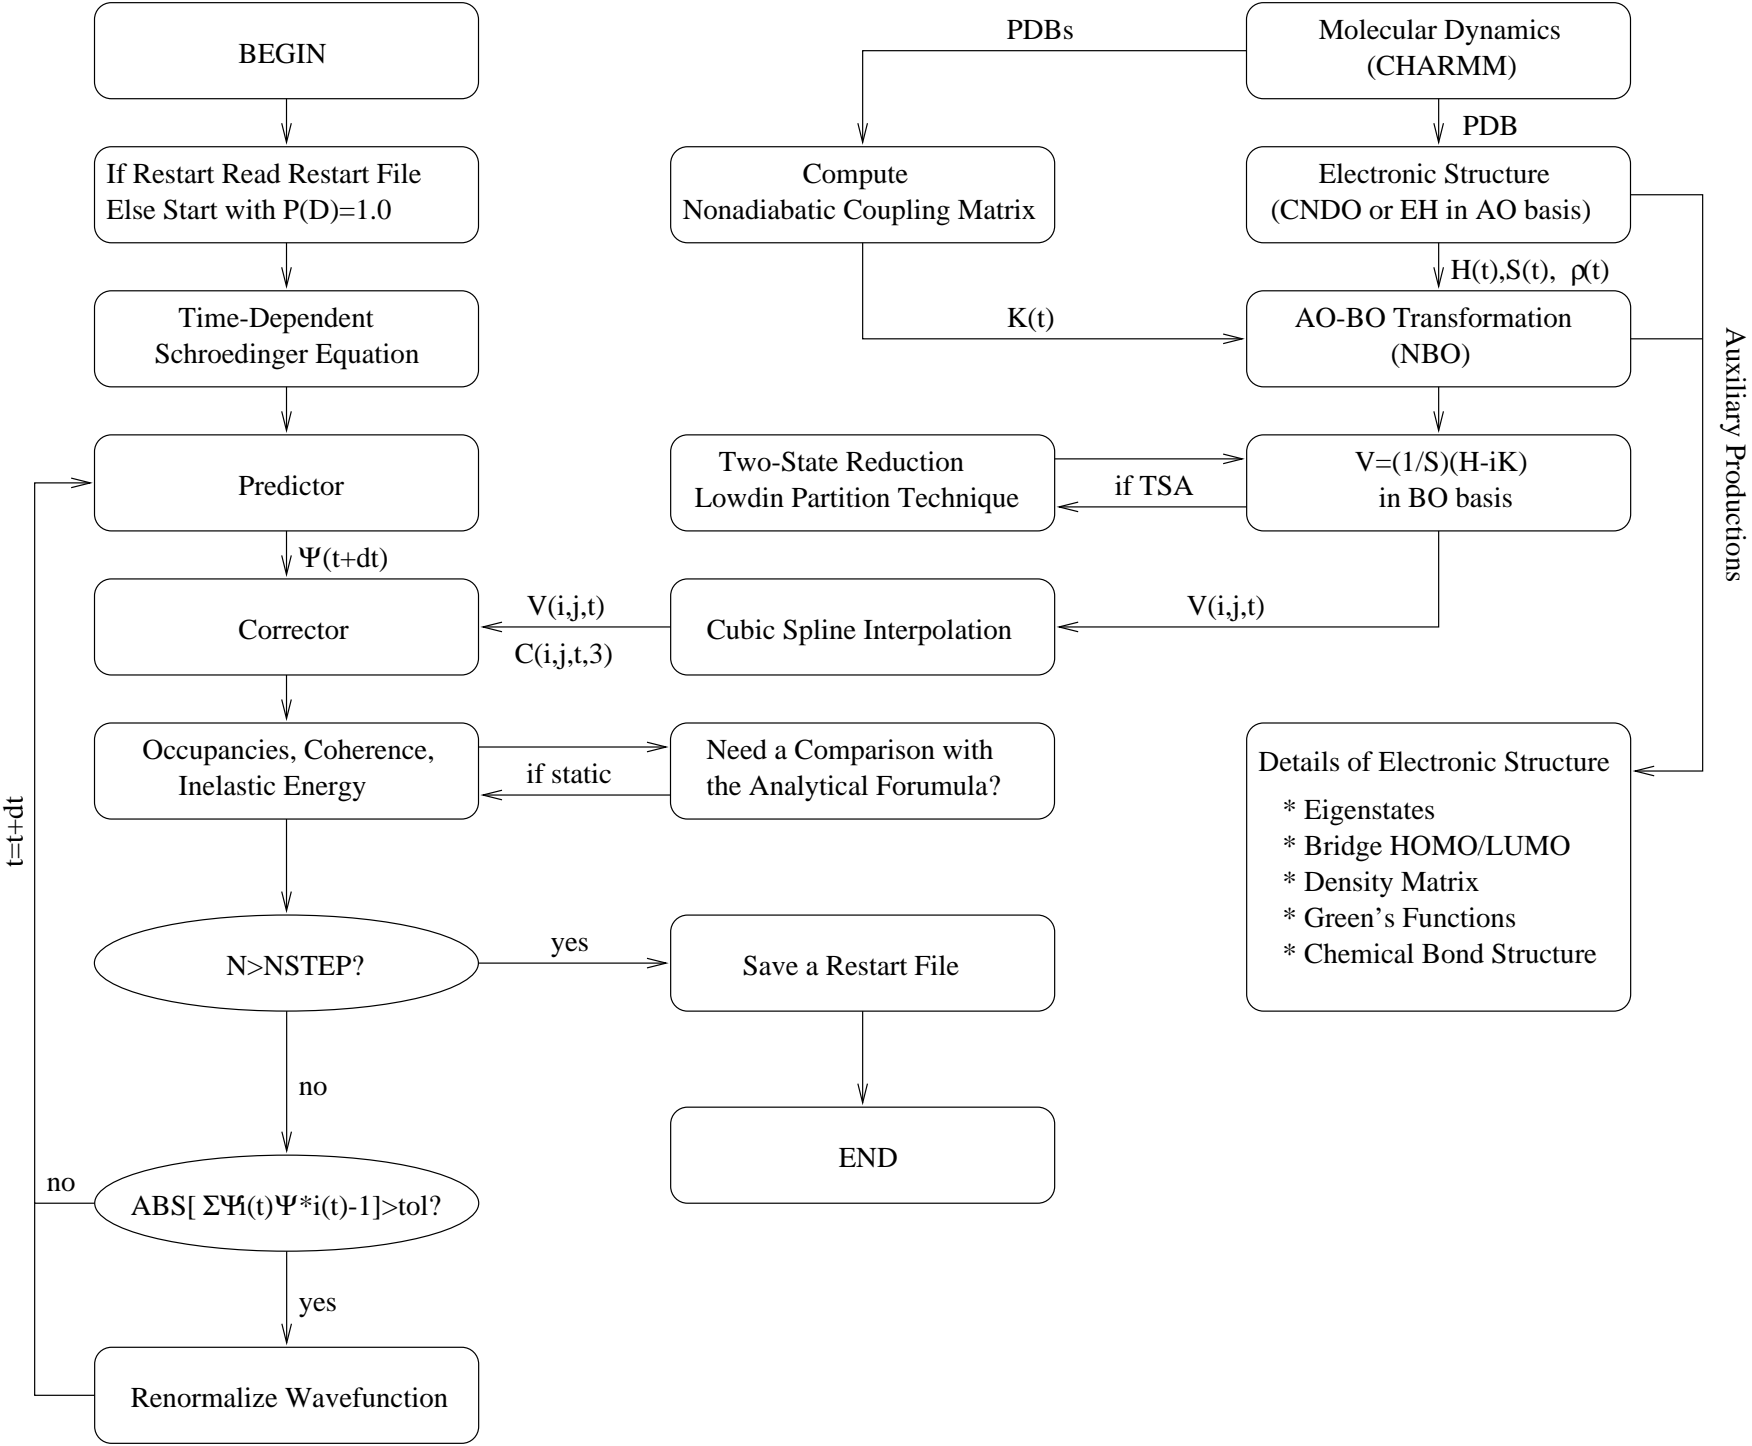 BEGIN
If Restart Read Restart File
Else Start with P(D)=1.0
Time-Dependent
Schroedinger Equation
Predictor
Ψ(t+dt)
Corrector
Occupancies, Coherence,
Inelastic Energy
N>NSTEP?
no
ABS[ ΣΨi(t)Ψ*i(t)-1]>tol?
no
yes
Renormalize Wavefunction
t=t+dt
PDBs
Compute
Nonadiabatic Coupling Matrix
K(t)
Two-State Reduction
Lowdin Partition Technique
if TSA
V(i,j,t)
C(i,j,t,3)
Cubic Spline Interpolation
V(i,j,t)
Need a Comparison with
the Analytical Forumula?
if static
yes
Save a Restart File
END
Molecular Dynamics
(CHARMM)
PDB
Electronic Structure
(CNDO or EH in AO basis)
H(t),S(t), ρ(t)
AO-BO Transformation
(NBO)
V=(1/S)(H-iK)
in BO basis
Auxiliary Productions
Details of Electronic Structure
* Eigenstates
* Bridge HOMO/LUMO
* Density Matrix
* Green's Functions
* Chemical Bond Structure